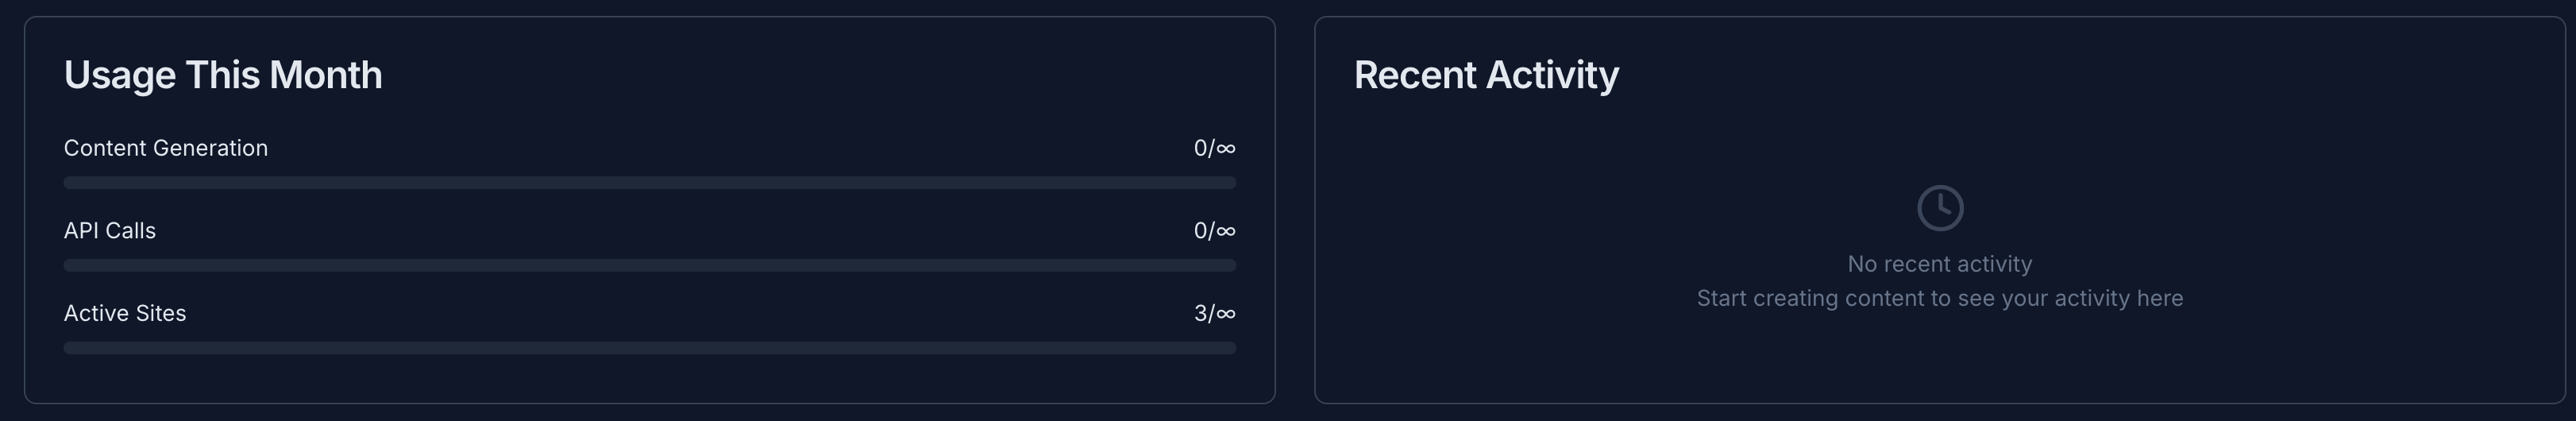 Usage This Month
Content Generation 0/∞
API Calls 0/∞
Active Sites 3/∞
Recent Activity
No recent activity
Start creating content to see your activity here